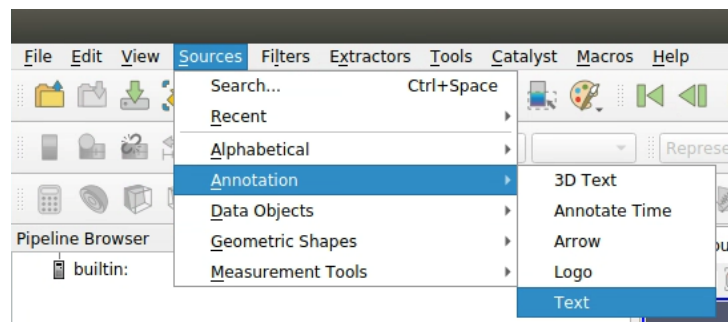 File Edit View Sources Filters Extractors Tools Catalyst Macros Help
Search... Ctrl+Space
Recent
Alphabetical
Annotation
Data Objects
Geometric Shapes
Measurement Tools
3D Text
Annotate Time
Arrow
Logo
Text
Represe
Pipeline Browser
builtin: